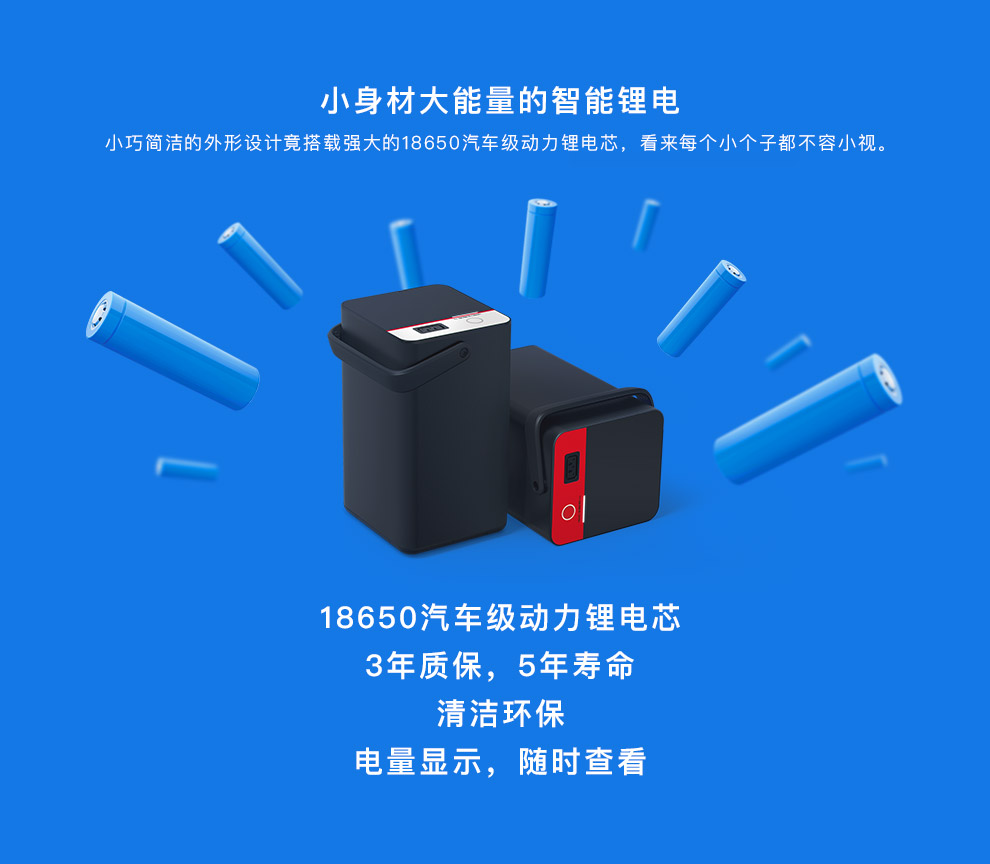 小身材大能量的智能锂电
小巧简洁的外形设计竟搭载强大的18650汽车级动力锂电芯，看来每个小个子都不容小视。
18650汽车级动力锂电芯
3年质保，5年寿命
清洁环保
电量显示，随时查看